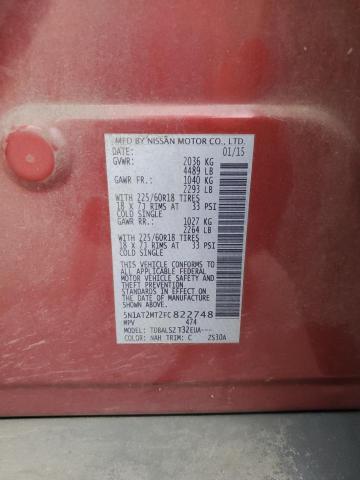 MFD BY NISSAN MOTOR CO., LTD.
DATE: 01/15
GVWR: 2036 KG
4489 LB
GAWR FR.: 1040 KG
2293 LB
WITH 225/60R18 TIRES
18 X 7J RIMS AT 33 PSI
COLD SINGLE
GAWR RR.: 1027 KG
2264 LB
WITH 225/60R18 TIRES
18 X 7J RIMS AT 33 PSI
COLD SINGLE
THIS VEHICLE CONFORMS TO ALL
APPLICABLE FEDERAL MOTOR
VEHICLE SAFETY AND
THEFT PREVENTION STANDARDS
IN EFFECT ON THE DATE OF
MANUFACTURE SHOWN ABOVE.
5N1AT2MT2FC822748
MPV 474
MODEL: TDBALSZ T32EUA---
COLOR: NAH TRIM: C 2S10A